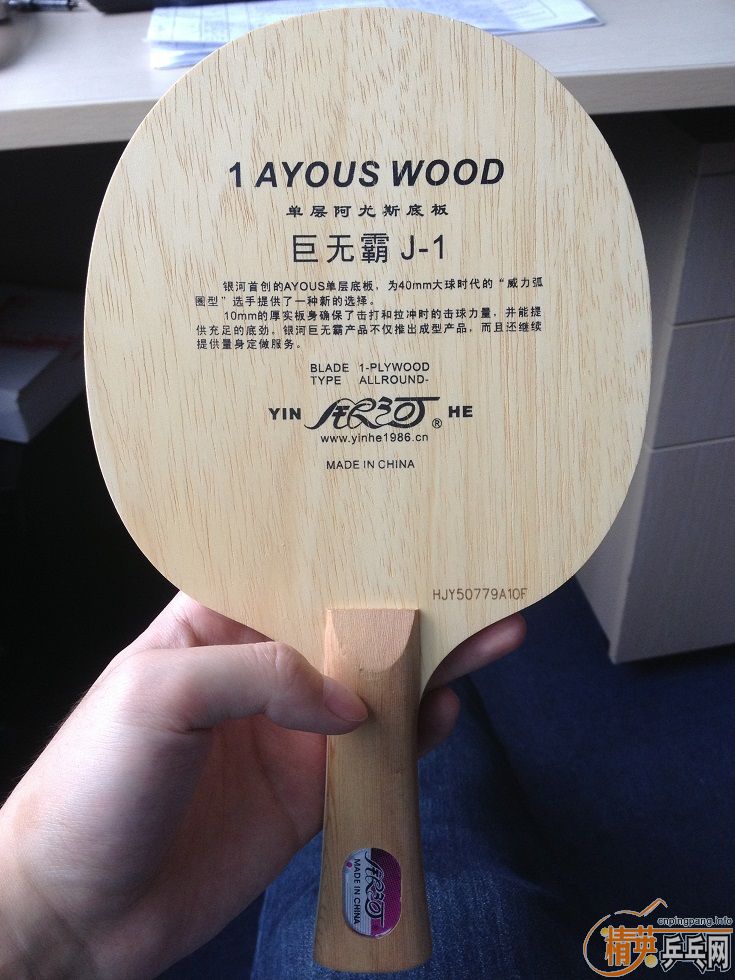 1 AYOUS WOOD
单层阿尤斯底板
巨无霸 J-1
银河首创的AYOUS单层底板，为40mm大球时代的“威力弧
圈型”选手提供了一种新的选择。
10mm的厚实板身确保了击打和拉冲时的击球力量，并能提
供充足的底劲，银河巨无霸产品不仅推出成型产品，而且还继续
提供量身定做服务。
BLADE 1-PLYWOOD
TYPE ALLROUND-
YIN HE
®
www.yinhe1986.cn
MADE IN CHINA
HJY50779A10F
MADE IN CHINA
cnpingpang.info
精英乒乓网